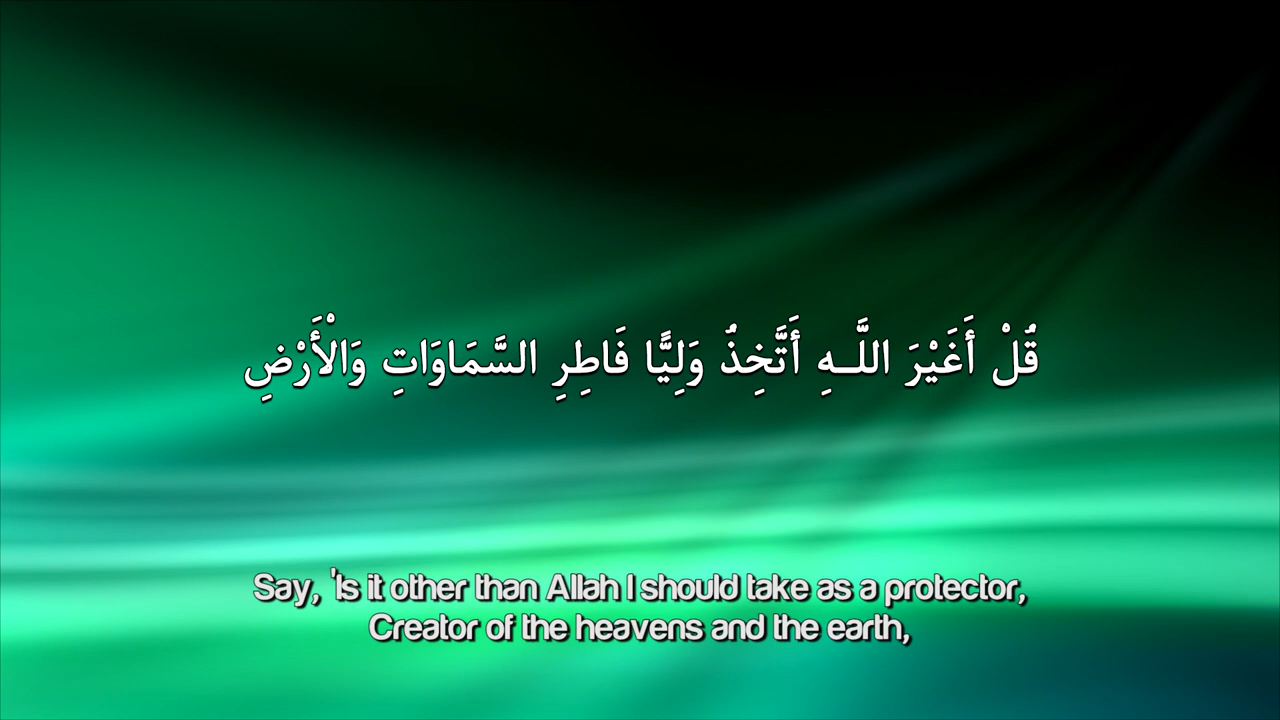 قُلْ أَغَيْرَ اللَّـهِ أَتَّخِذُ وَلِيًّا فَاطِرِ السَّمَاوَاتِ وَالْأَرْضِ
Say, 'Is it other than Allah I should take as a protector,
Creator of the heavens and the earth,